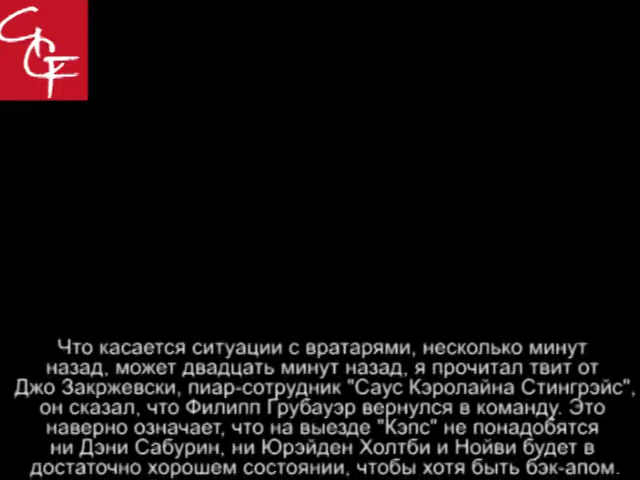 GCF
Что касается ситуации с вратарями, несколько минут
назад, может двадцать минут назад, я прочитал твит от
Джо Закржевски, пиар-сотрудник "Саус Кэролайна Стингрэйс",
он сказал, что Филипп Грубауэр вернулся в команду. Это
наверно означает, что на выезде "Кэпс" не понадобятся
ни Дэни Сабурин, ни Юрэйден Холтби и Нойви будет в
достаточно хорошем состоянии, чтобы хотя быть бэк-апом.